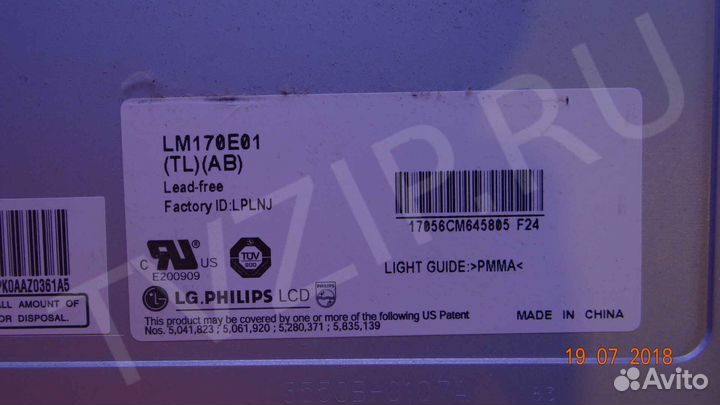 LM170E01
(TL)(AB)
Lead-free
Factory ID:LPLNJ
17056CM645805 F24
C RU US
E200909
TÜV
LIGHT GUIDE:>PMMA<
LG.PHILIPS LCD
PHILIPS
This product may be covered by one or more of the following US Patent
Nos. 5,041,823 ; 5,061,920 ; 5,280,371 ; 5,835,139
MADE IN CHINA
PK0AAZ0361A5
ALL AMOUNT OF
OR DISPOSAL.
TVZIP.RU
19 07 2018
Avito